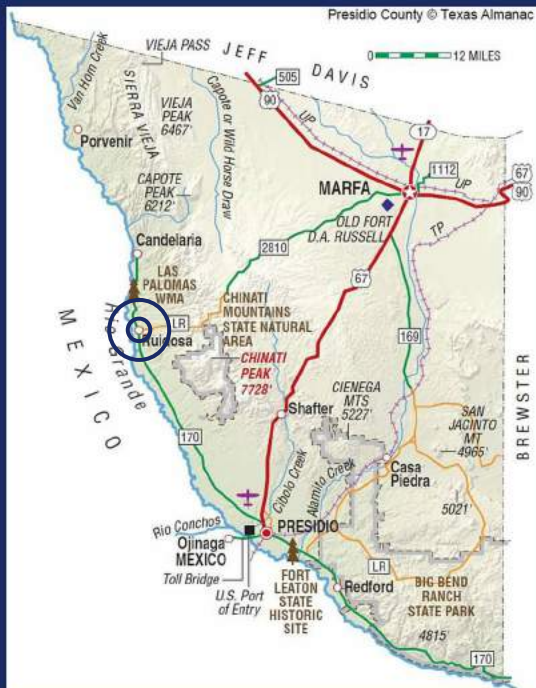 Presidio County © Texas Almanac
JEFF DAVIS
0 12 MILES
VIEJA PASS
Van Horn Creek
SIERRA VIEJA
VIEJA
PEAK
6467'
Porvenir
Capote or Wild Horse Draw
505
90
UP
17
1112
67
90
UP
MARFA
CAPOTE
PEAK
6212'
OLD FORT
D.A. RUSSELL
TP
Candelaria
2810
67
LAS
PALOMAS
WMA
LR
CHINATI
MOUNTAINS
STATE NATURAL
AREA
Ruidosa
Rio Grande
MEXICO
CHINATI
PEAK
7728'
169
CIENEGA
MTS
5227'
BREWSTER
SAN
JACINTO
MT
4965'
Shafter
170
Cibolo Creek
Alamito Creek
Casa
Piedra
5021'
Rio Conchos
PRESIDIO
Ojinaga
MEXICO
Toll Bridge
U.S. Port
of Entry
FORT
LEATON
STATE
HISTORIC
SITE
LR
Redford
BIG BEND
RANCH
STATE PARK
4815'
170